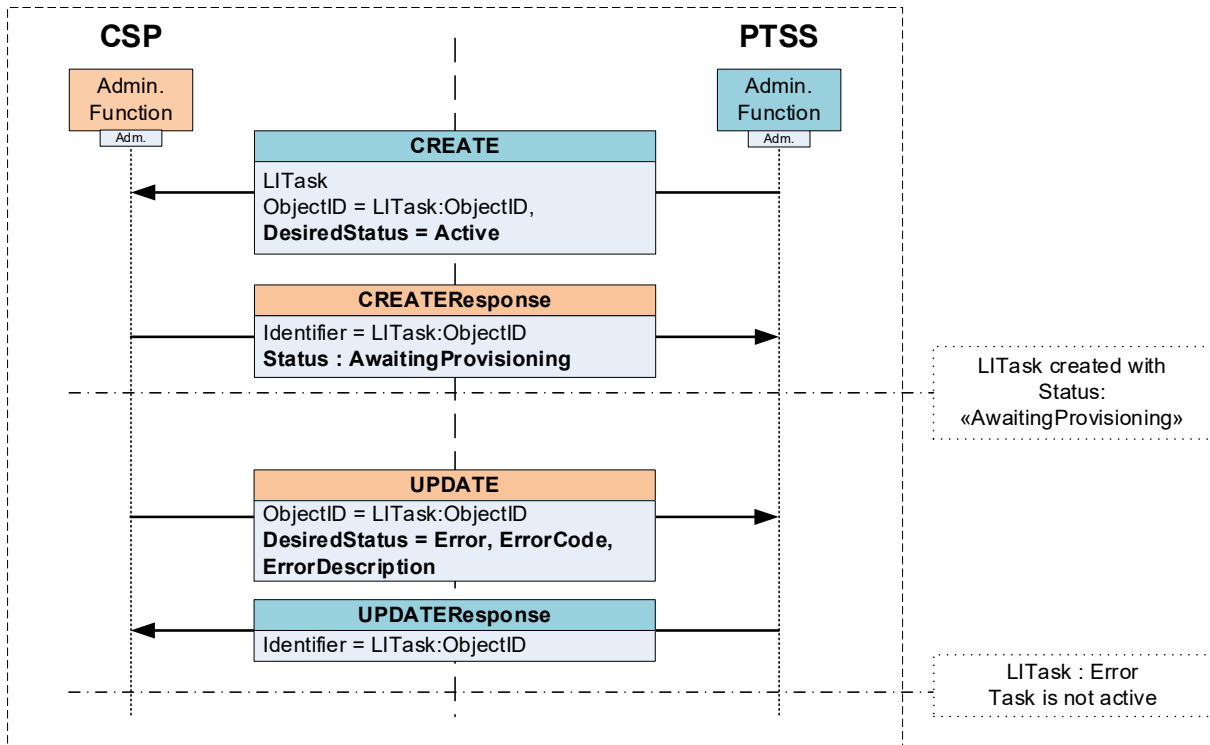 CSP
PTSS
Admin.
Function
Adm.
Admin.
Function
Adm.
CREATE
LITask
ObjectID = LITask:ObjectID,
DesiredStatus = Active
CREATEResponse
Identifier = LITask:ObjectID
Status : AwaitingProvisioning
LITask created with
Status:
«AwaitingProvisioning»
UPDATE
ObjectID = LITask:ObjectID
DesiredStatus = Error, ErrorCode,
ErrorDescription
UPDATEResponse
Identifier = LITask:ObjectID
LITask : Error
Task is not active